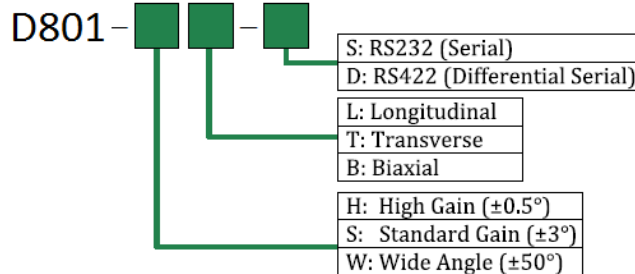 D801 – –
S: RS232 (Serial)
D: RS422 (Differential Serial)
L: Longitudinal
T: Transverse
B: Biaxial
H: High Gain (±0.5°)
S: Standard Gain (±3°)
W: Wide Angle (±50°)